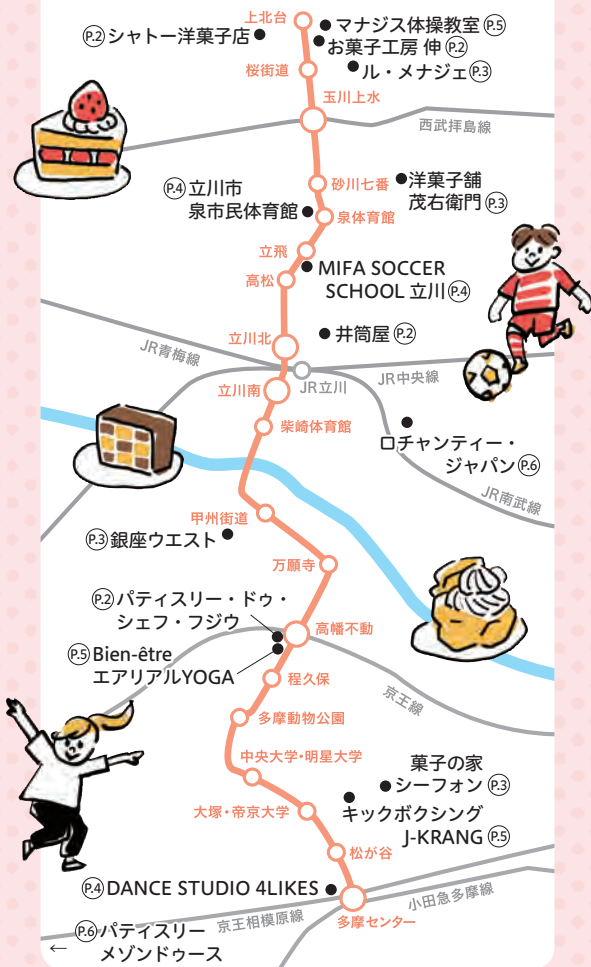 上北台
マナジス体操教室 P.5
P.2 シャトー洋菓子店
お菓子工房 伸 P.2
桜街道
ル・メナジェ P.3
玉川上水
西武拝島線
P.4 立川市
泉市民体育館
砂川七番
洋菓子舗
茂右衛門 P.3
泉体育館
立飛
MIFA SOCCER
SCHOOL 立川 P.4
高松
立川北
井筒屋 P.2
JR青梅線
JR立川
JR中央線
立川南
柴崎体育館
ロチャンティー・
ジャパン P.6
JR南武線
甲州街道
P.3 銀座ウエスト
万願寺
P.2 パティスリー・ドゥ・
シェフ・フジウ
高幡不動
P.5 Bien-être
エアリアルYOGA
程久保
京王線
多摩動物公園
中央大学・明星大学
菓子の家
シーフォン P.3
大塚・帝京大学
キックボクシング
J-KRANG P.5
松が谷
P.4 DANCE STUDIO 4LIKES
京王相模原線
小田急多摩線
多摩センター
← P.6 パティスリー
メゾンドゥース